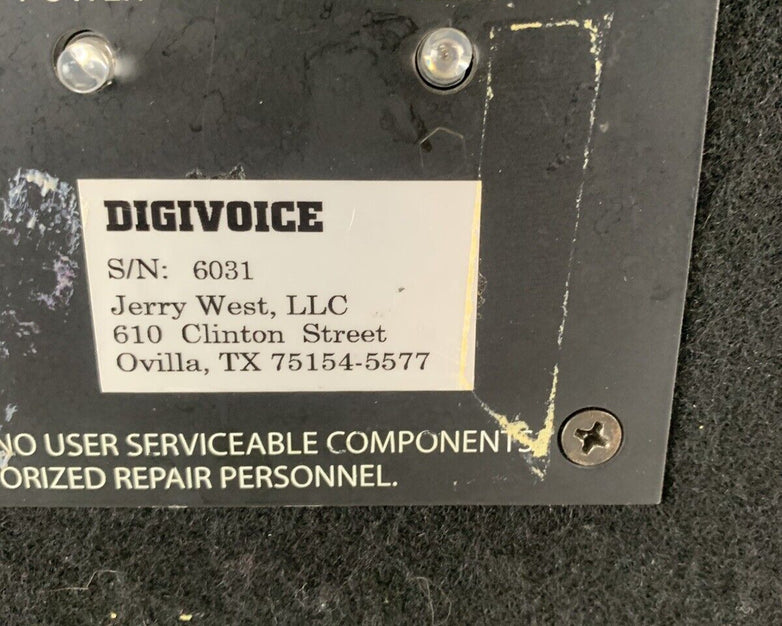 DIGIVOICE
S/N: 6031
Jerry West, LLC
610 Clinton Street
Ovilla, TX 75154-5577
NO USER SERVICEABLE COMPONENTS
ORIZED REPAIR PERSONNEL.